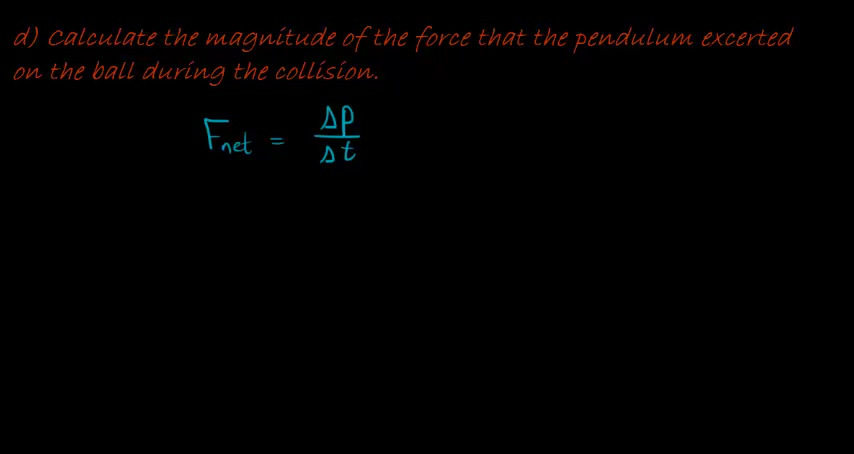 d) Calculate the magnitude of the force that the pendulum excerted
on the ball during the collision.
Fnet = Δp/Δt